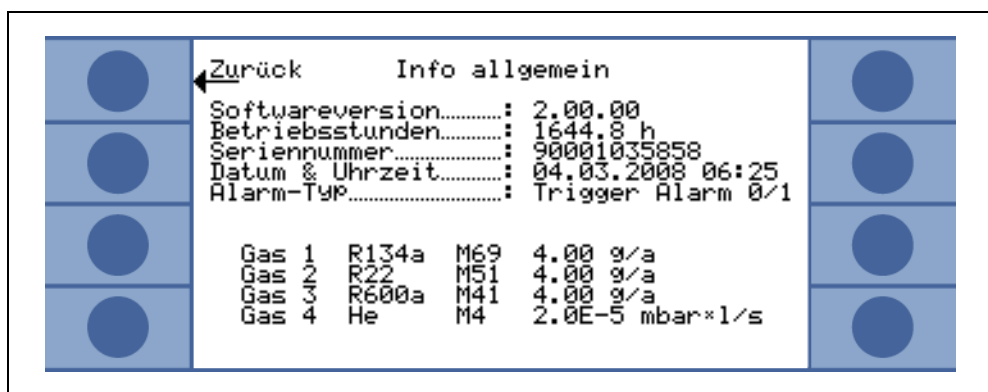 Zurück Info allgemein
Softwareversion...........: 2.00.00
Betriebsstunden...........: 1644.8 h
Seriennummer..................: 90001035858
Datum & Uhrzeit...........: 04.03.2008 06:25
Alarm-Typ...........................: Trigger Alarm 0/1
Gas 1 R134a M69 4.00 g/a
Gas 2 R22 M51 4.00 g/a
Gas 3 R600a M41 4.00 g/a
Gas 4 He M4 2.0E-5 mbar*l/s